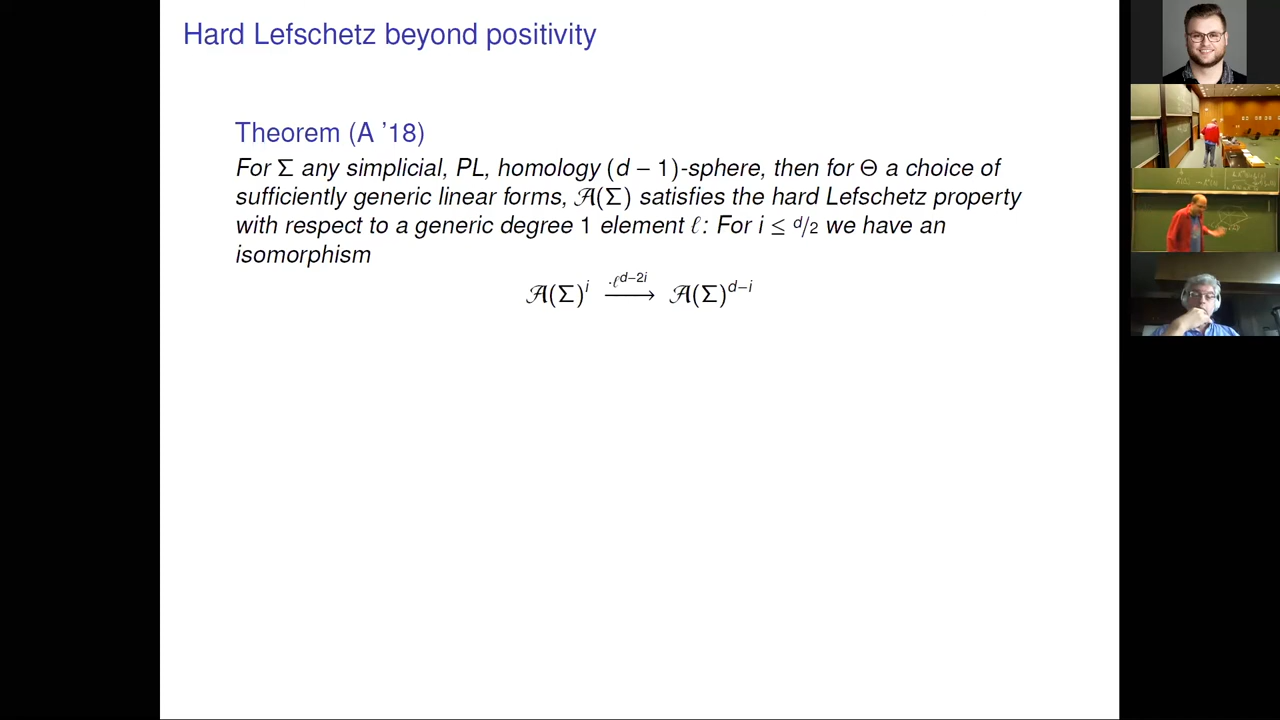 Hard Lefschetz beyond positivity
Theorem (A ’18)
For Σ any simplicial, PL, homology (d − 1)-sphere, then for Θ a choice of
sufficiently generic linear forms, 𝒜(Σ) satisfies the hard Lefschetz property
with respect to a generic degree 1 element ℓ: For i ≤ d/2 we have an
isomorphism
𝒜(Σ)^i \xrightarrow{·ℓ^{d−2i}} 𝒜(Σ)^{d−i}